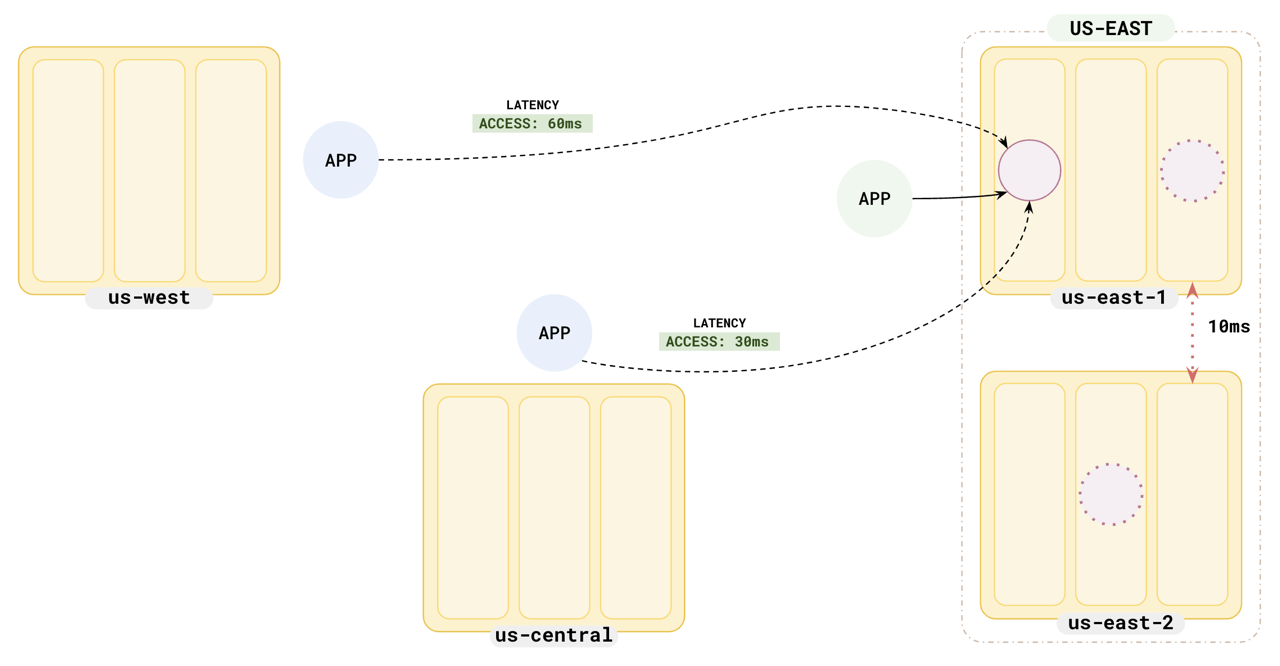 US-EAST
LATENCY
ACCESS: 60ms
APP
APP
us-west
us-east-1
APP
LATENCY
ACCESS: 30ms
10ms
us-central
us-east-2